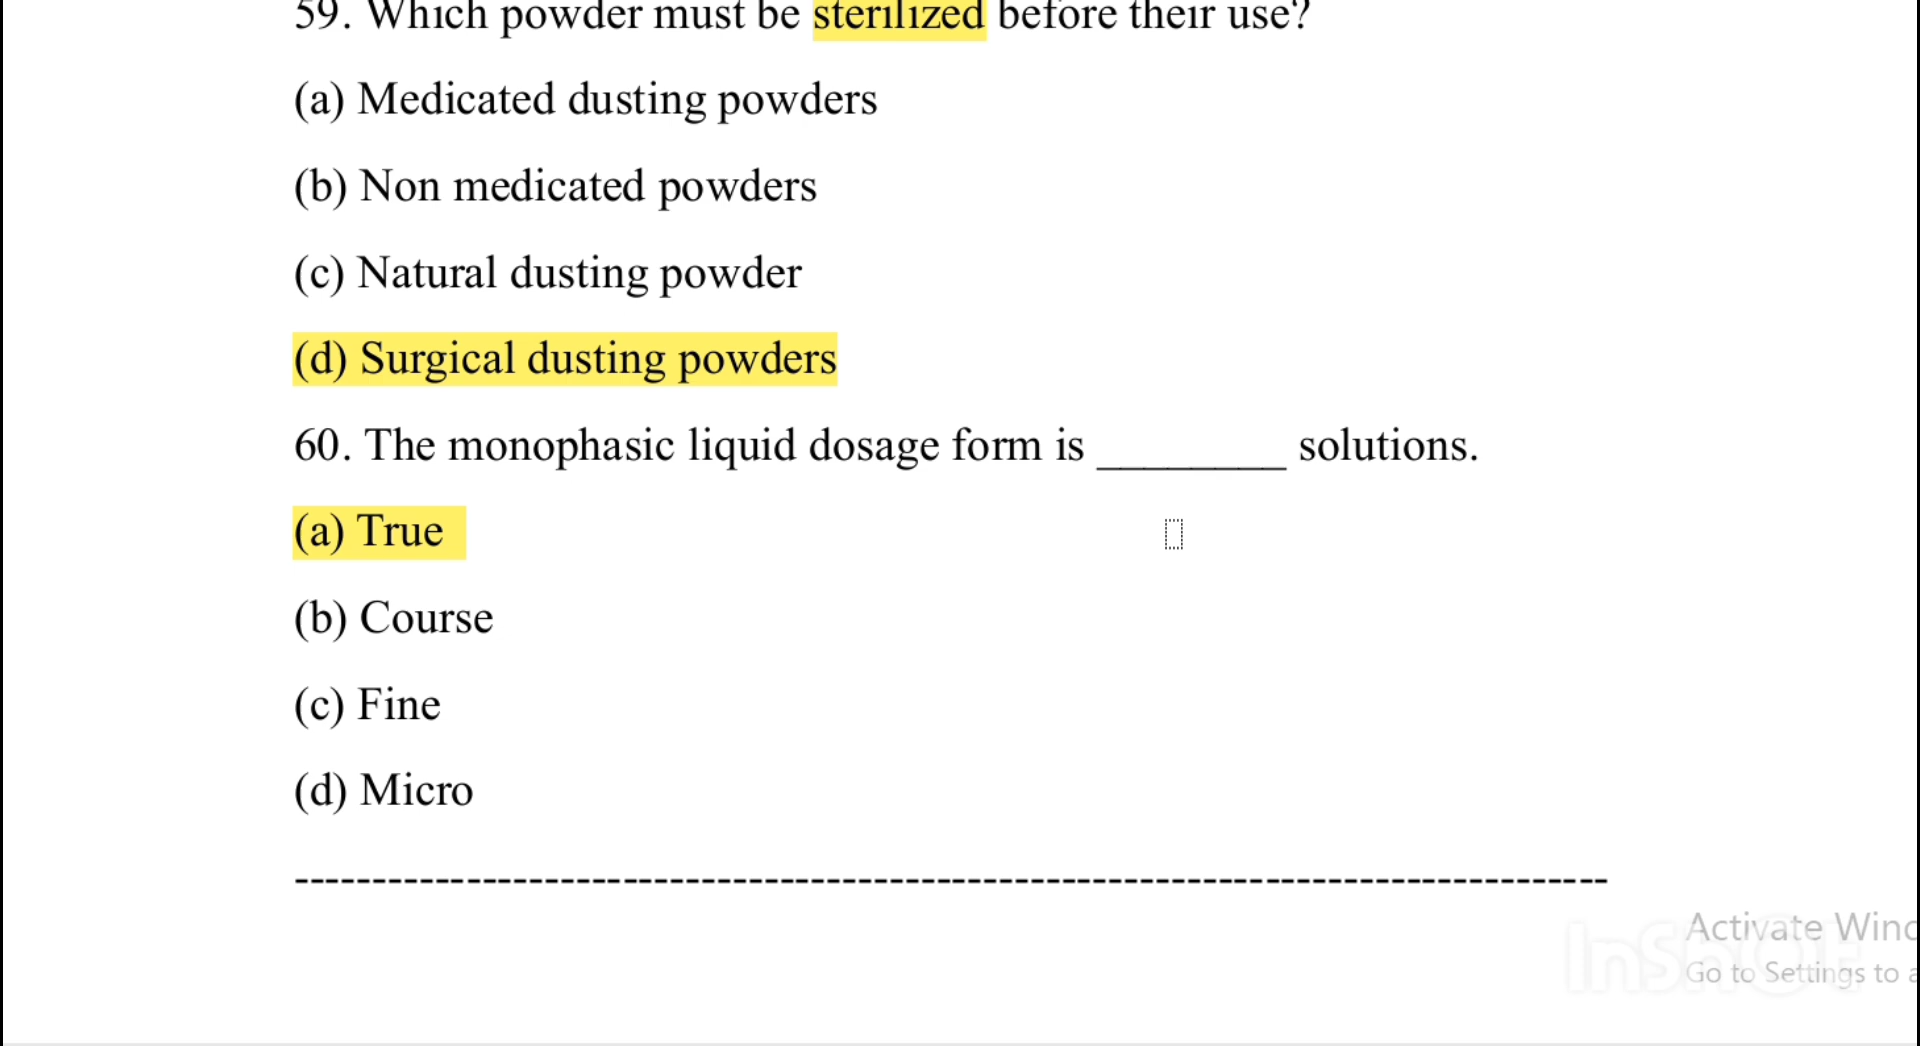 59. Which powder must be sterilized before their use?
(a) Medicated dusting powders
(b) Non medicated powders
(c) Natural dusting powder
(d) Surgical dusting powders
60. The monophasic liquid dosage form is ________ solutions.
(a) True
(b) Course
(c) Fine
(d) Micro
------------------------------------------------------------------------------------
Activate Wind
Go to Settings to a
InShOt